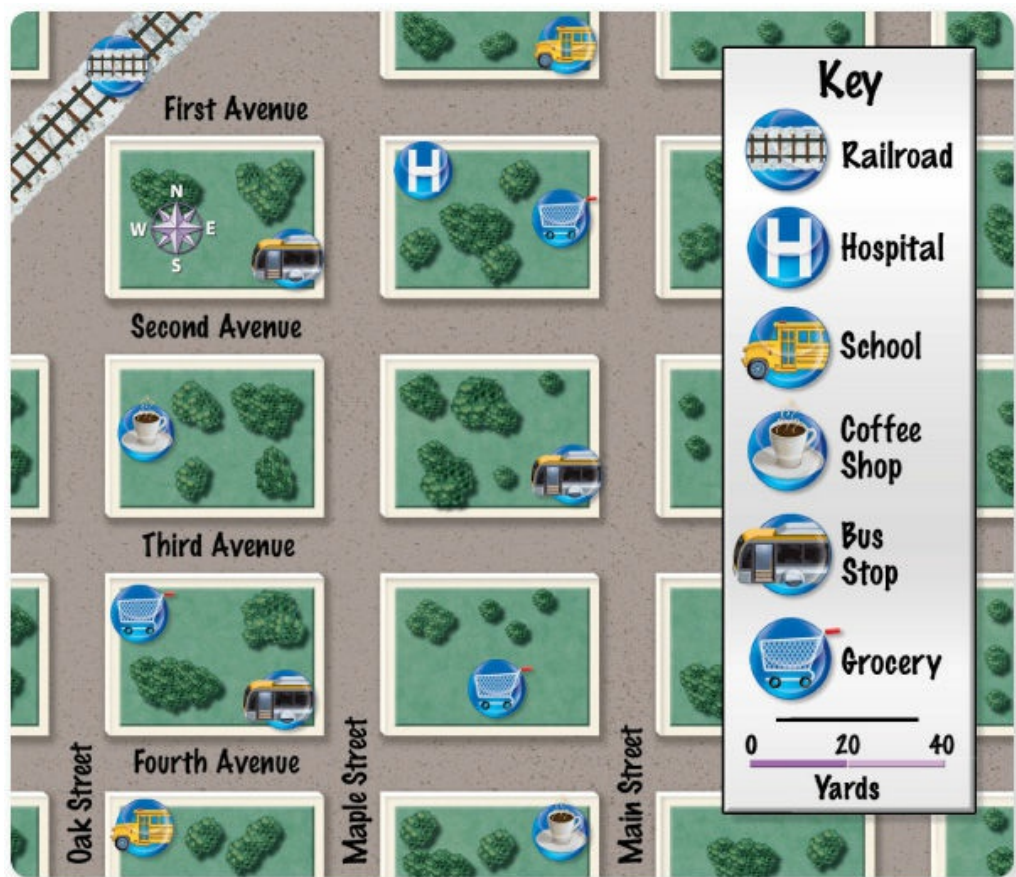 First Avenue
N
W E
S
Second Avenue
Third Avenue
Fourth Avenue
Oak Street
Maple Street
Main Street
H
Key
Railroad
H
Hospital
School
Coffee
Shop
Bus
Stop
Grocery
0 20 40
Yards